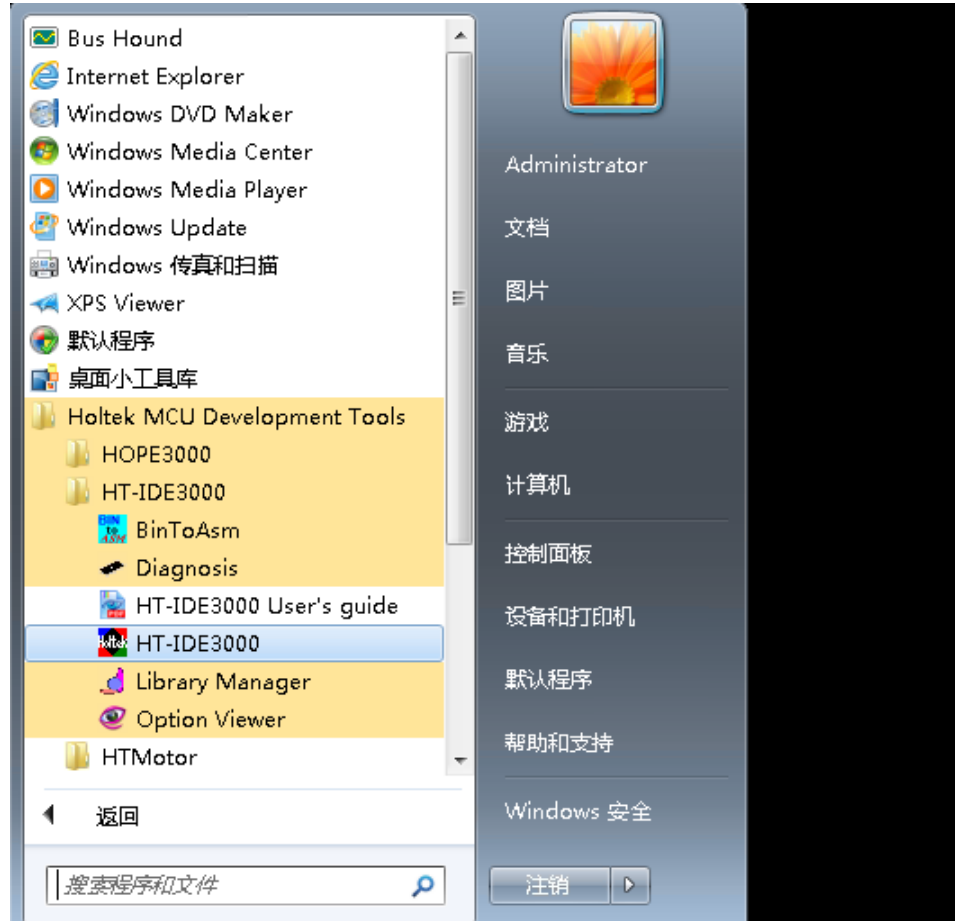 Bus Hound
Internet Explorer
Windows DVD Maker
Windows Media Center
Windows Media Player
Windows Update
Windows 传真和扫描
XPS Viewer
默认程序
桌面小工具库
Holtek MCU Development Tools
HOPE3000
HT-IDE3000
BIN to ASM BinToAsm
Diagnosis
HT-IDE3000 User's guide
Holtek HT-IDE3000
Library Manager
Option Viewer
HTMotor
返回
搜索程序和文件
Administrator
文档
图片
音乐
游戏
计算机
控制面板
设备和打印机
默认程序
帮助和支持
Windows 安全
注销